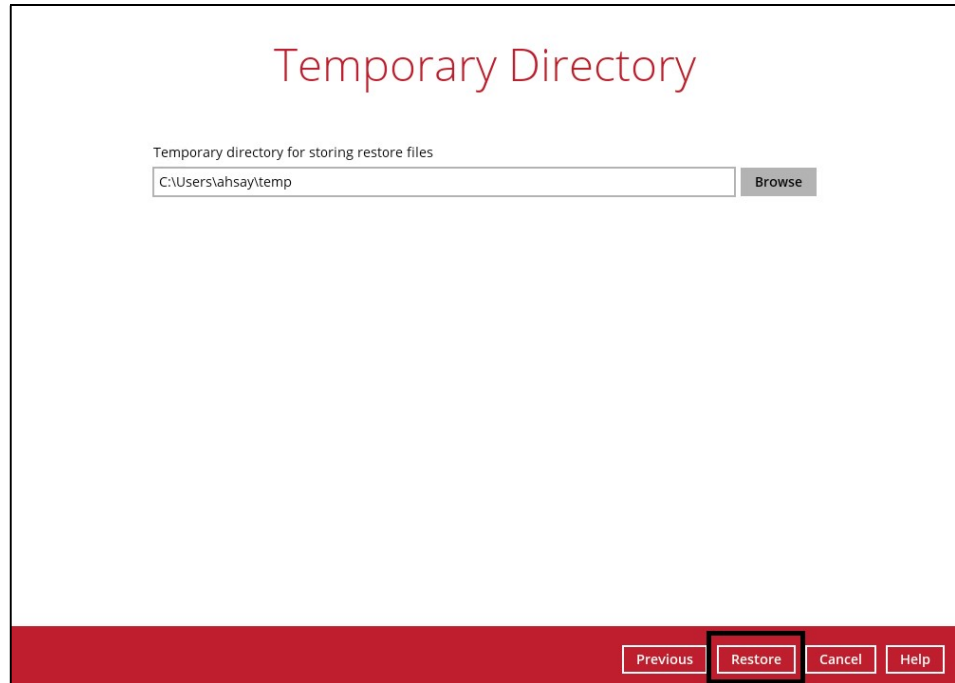 Temporary Directory
Temporary directory for storing restore files
C:\Users\ahsay\temp Browse
Previous Restore Cancel Help